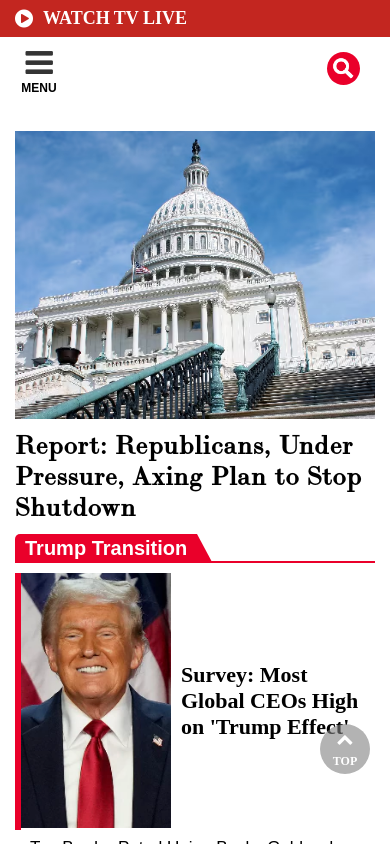 WATCH TV LIVE
MENU
Report: Republicans, Under
Pressure, Axing Plan to Stop
Shutdown
Trump Transition
Survey: Most
Global CEOs High
on 'Trump Effect'
TOP